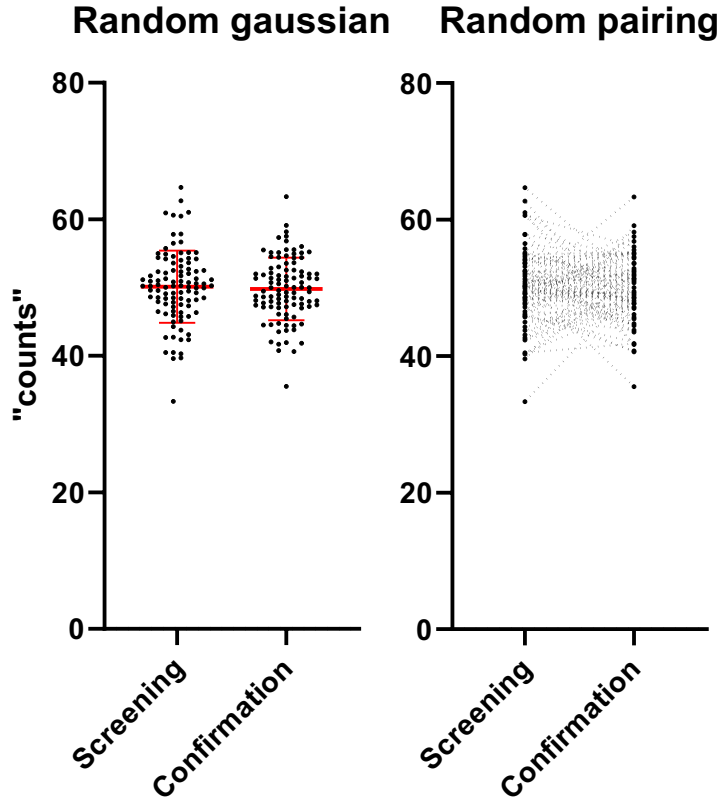 Random gaussian
Random pairing
"counts"
80
60
40
20
0
Screening
Confirmation
80
60
40
20
0
Screening
Confirmation